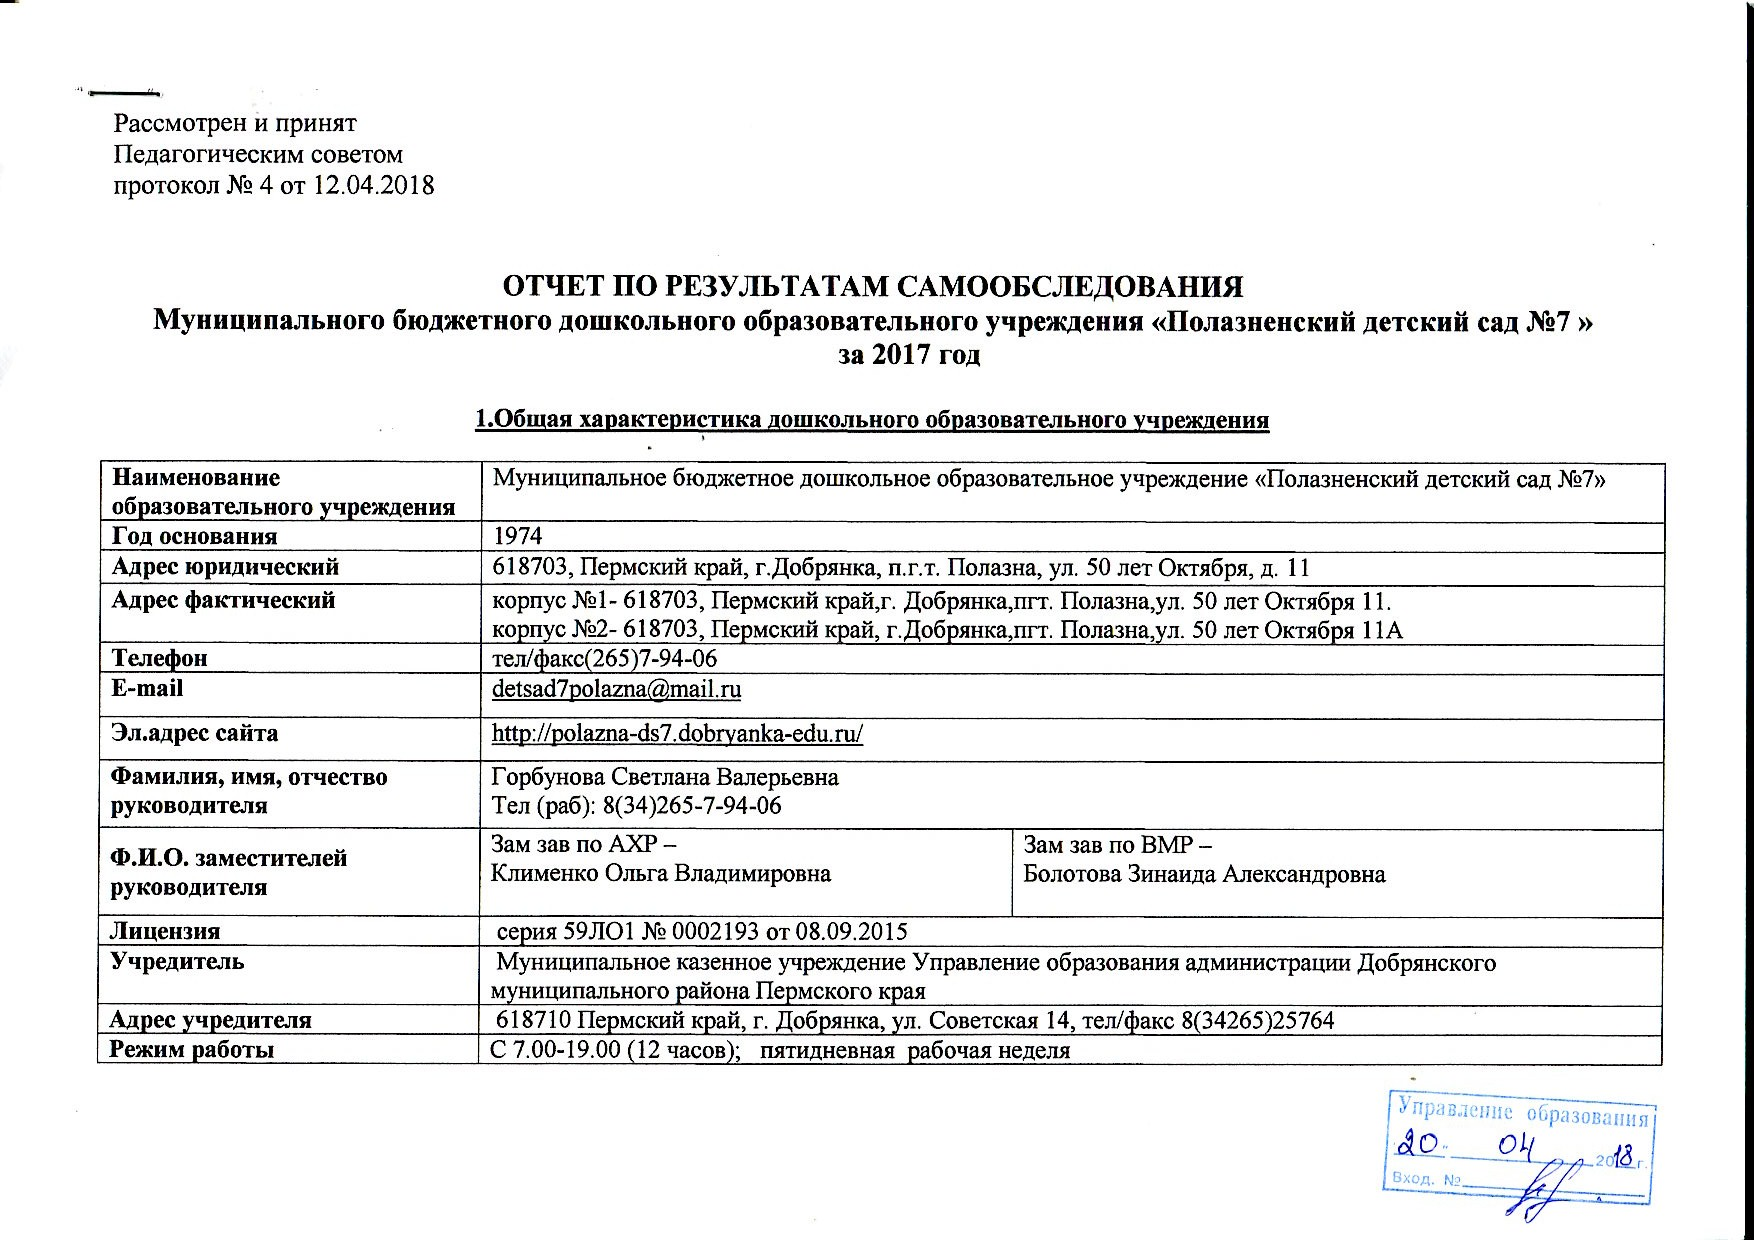 Рассмотрен и принят
Педагогическим советом
протокол № 4 от 12.04.2018
ОТЧЕТ ПО РЕЗУЛЬТАТАМ САМООБСЛЕДОВАНИЯ
Муниципального бюджетного дошкольного образовательного учреждения «Полазненский детский сад №7 »
за 2017 год
1.Общая характеристика дошкольного образовательного учреждения
Наименование образовательного учреждения
Муниципальное бюджетное дошкольное образовательное учреждение «Полазненский детский сад №7»
Год основания
1974
Адрес юридический
618703, Пермский край, г.Добрянка, п.г.т. Полазна, ул. 50 лет Октября, д. 11
Адрес фактический
корпус №1- 618703, Пермский край,г. Добрянка,пгт. Полазна,ул. 50 лет Октября 11.
корпус №2- 618703, Пермский край, г.Добрянка,пгт. Полазна,ул. 50 лет Октября 11А
Телефон
тел/факс(265)7-94-06
E-mail
detsad7polazna@mail.ru
Эл.адрес сайта
http://polazna-ds7.dobryanka-edu.ru/
Фамилия, имя, отчество
руководителя
Горбунова Светлана Валерьевна
Тел (раб): 8(34)265-7-94-06
Ф.И.О. заместителей
руководителя
Зам зав по АХР –
Клименко Ольга Владимировна
Зам зав по ВМР –
Болотова Зинаида Александровна
Лицензия
серия 59ЛО1 № 0002193 от 08.09.2015
Учредитель
Муниципальное казенное учреждение Управление образования администрации Добрянского
муниципального района Пермского края
Адрес учредителя
618710 Пермский край, г. Добрянка, ул. Советская 14, тел/факс 8(34265)25764
Режим работы
С 7.00-19.00 (12 часов); пятидневная рабочая неделя
Управление образования
20 04 2018г.
Вход. №